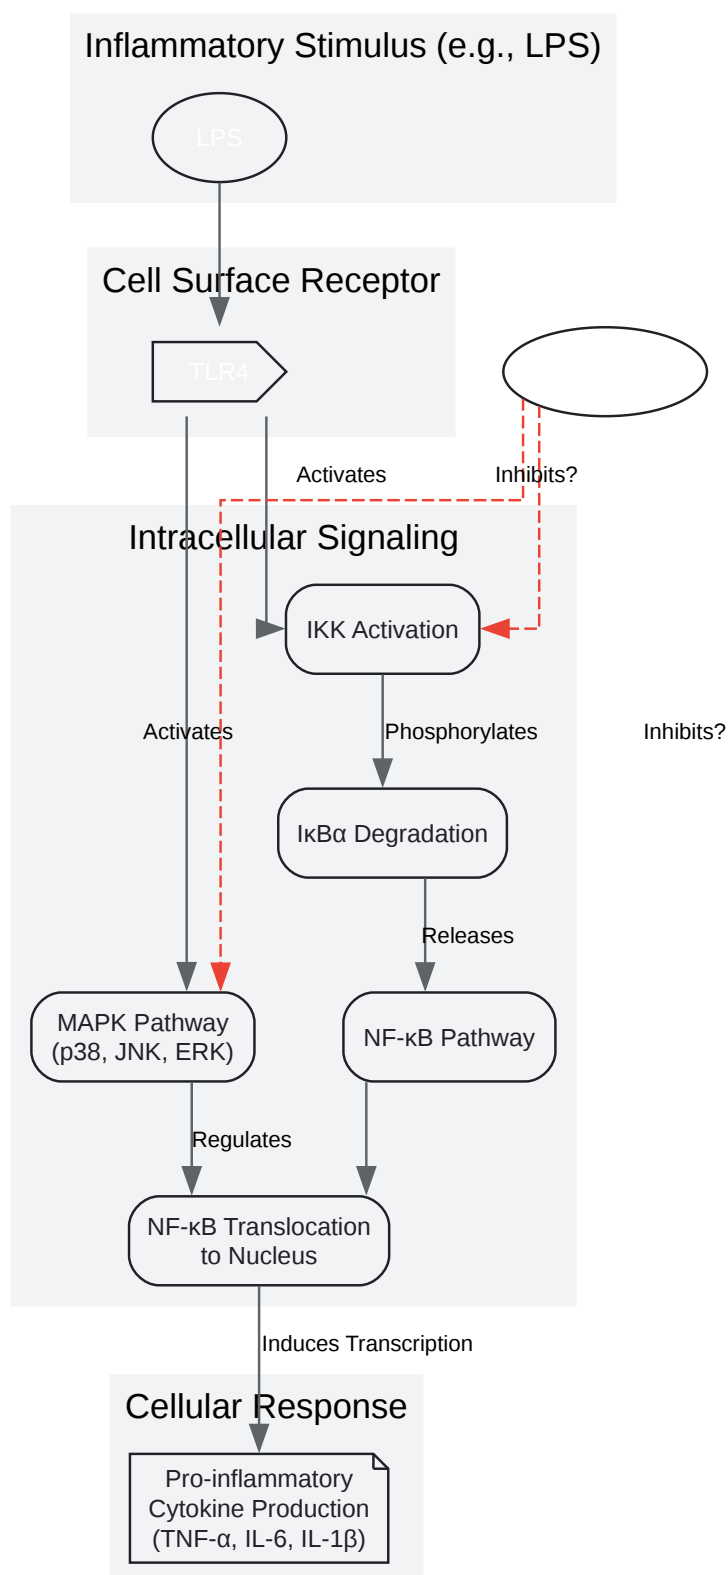 Inflammatory Stimulus (e.g., LPS)
LPS
Cell Surface Receptor
TLR4
Activates
Inhibits?
Intracellular Signaling
IKK Activation
Activates
Phosphorylates
Inhibits?
IκBα Degradation
Releases
MAPK Pathway
(p38, JNK, ERK)
NF-κB Pathway
Regulates
NF-κB Translocation
to Nucleus
Induces Transcription
Cellular Response
Pro-inflammatory
Cytokine Production
(TNF-α, IL-6, IL-1β)